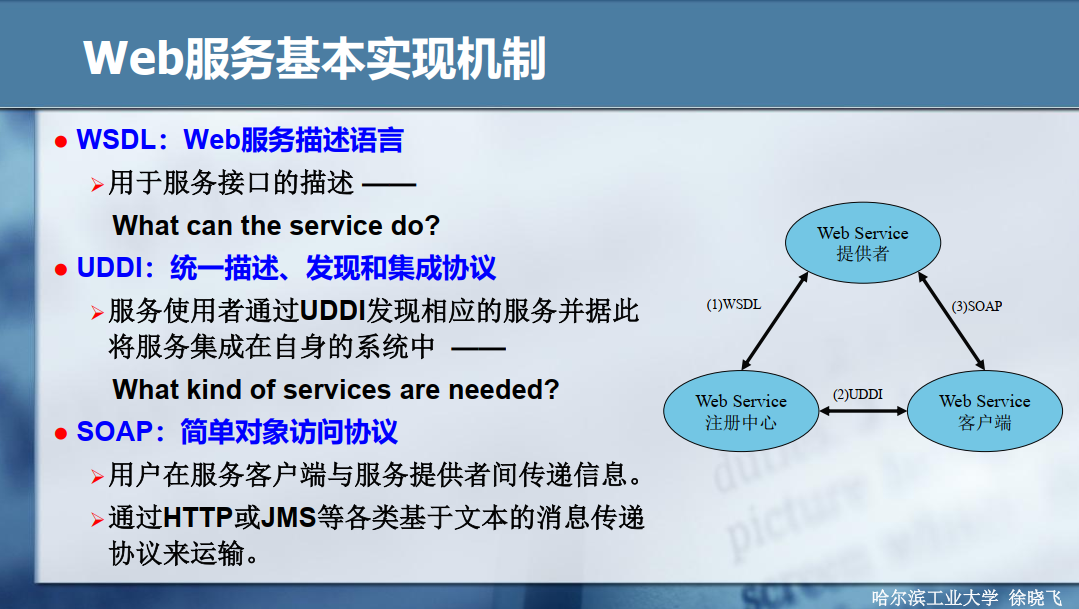 Web服务基本实现机制
WSDL：Web服务描述语言
用于服务接口的描述 ——
What can the service do?
UDDI：统一描述、发现和集成协议
服务使用者通过UDDI发现相应的服务并据此
将服务集成在自身的系统中 ——
What kind of services are needed?
SOAP：简单对象访问协议
用户在服务客户端与服务提供者间传递信息。
通过HTTP或JMS等各类基于文本的消息传递
协议来运输。
Web Service
提供者
(1)WSDL
(3)SOAP
(2)UDDI
Web Service
注册中心
Web Service
客户端
哈尔滨工业大学 徐晓飞